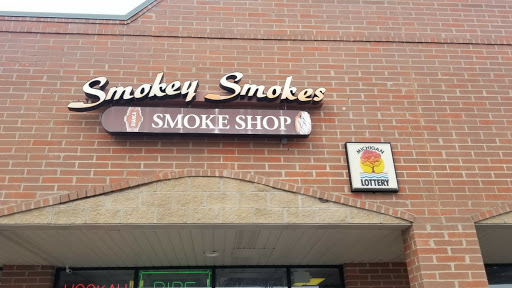 Smokey Smokes
SMOKE SHOP
MICHIGAN
LOTTERY
HOOKAH
PIPE